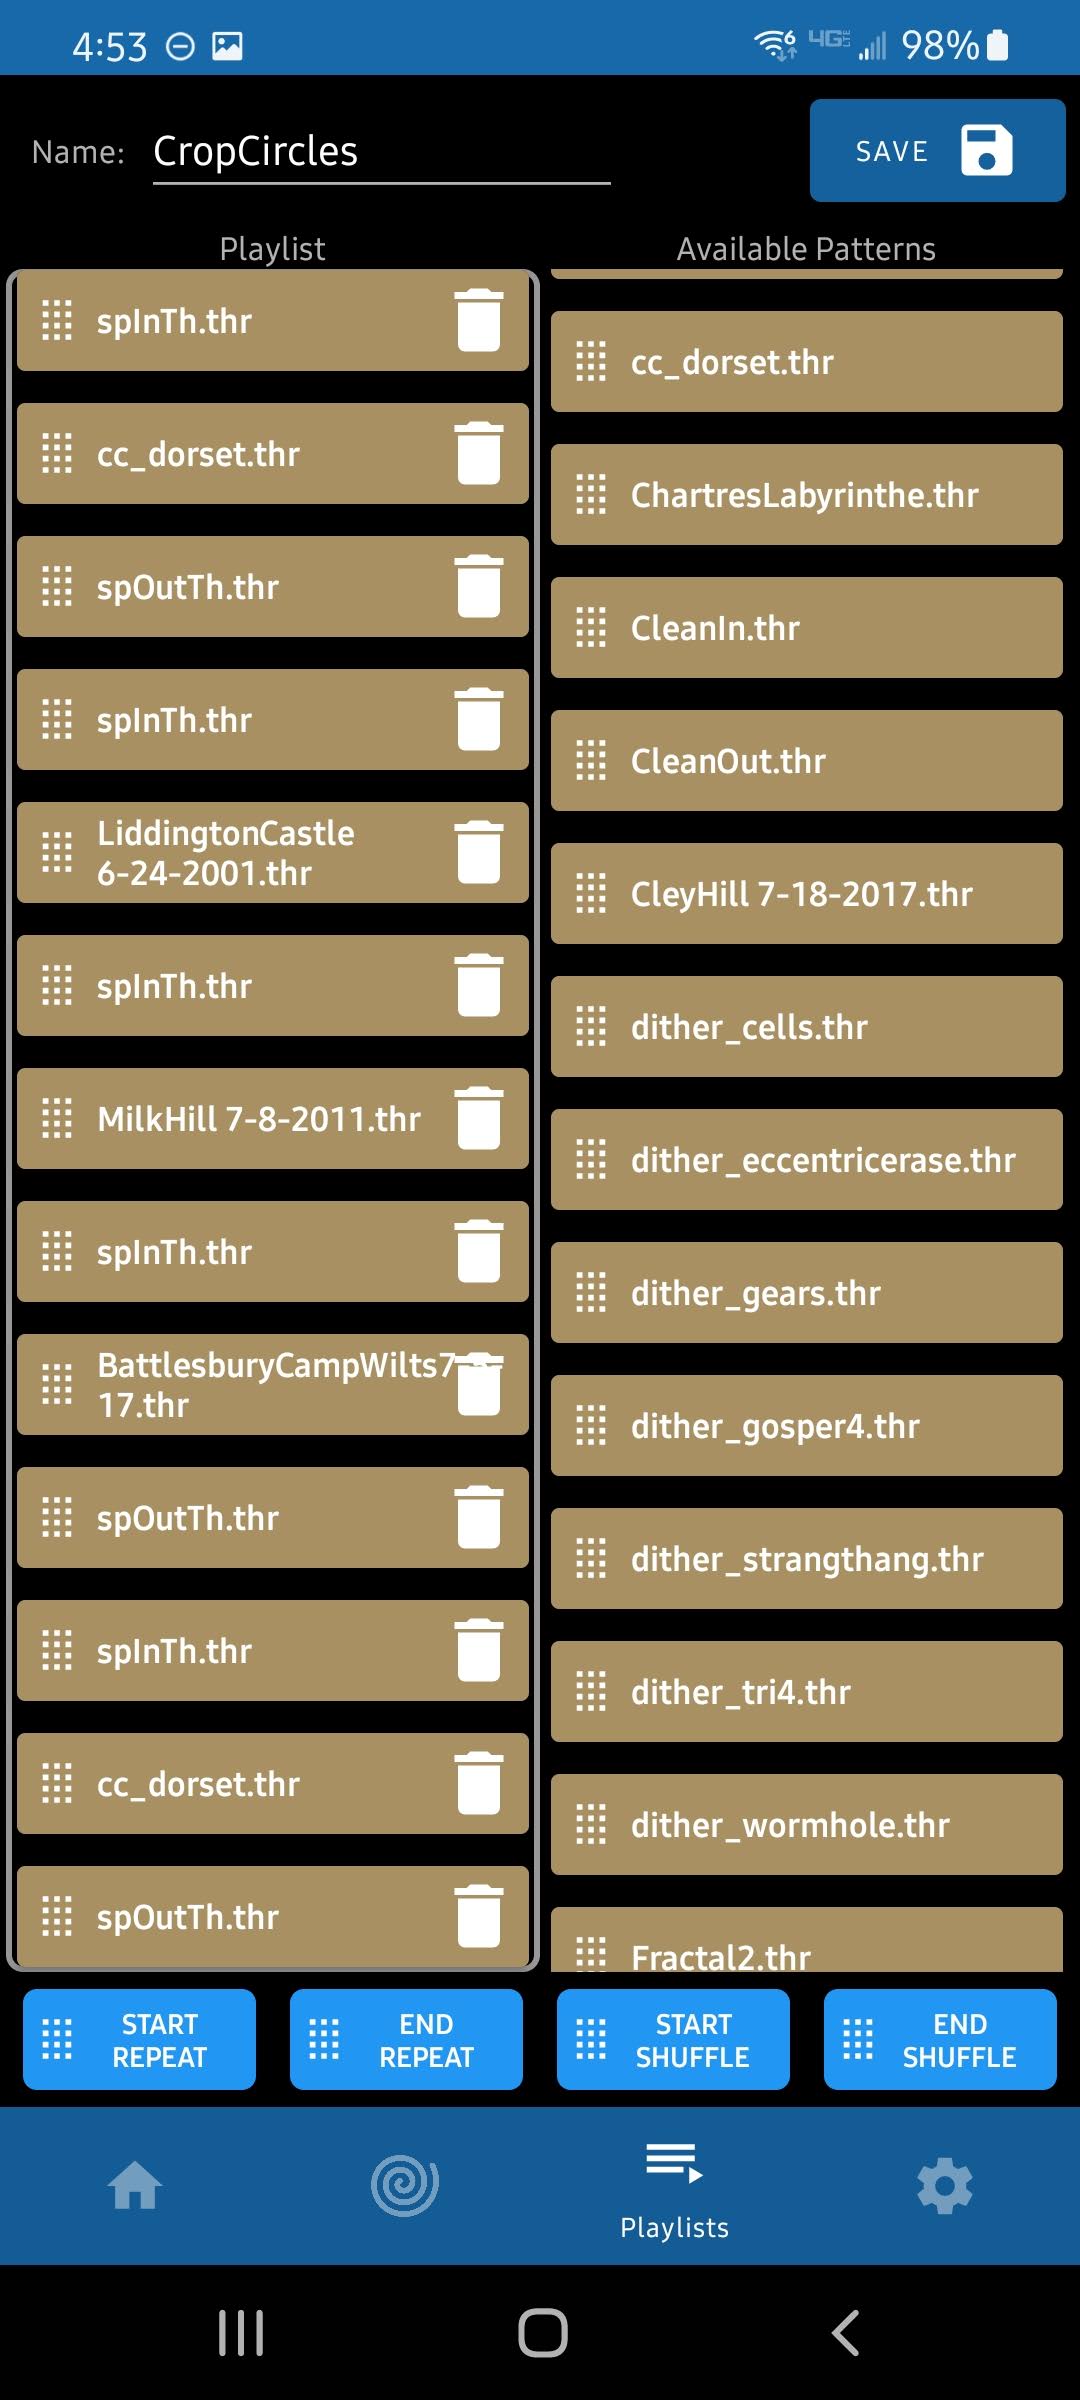 4:53
6 4G LTE 98%
Name: CropCircles
SAVE
Playlist
spInTh.thr
cc_dorset.thr
spOutTh.thr
spInTh.thr
LiddingtonCastle
6-24-2001.thr
spInTh.thr
MilkHill 7-8-2011.thr
spInTh.thr
BattlesburyCampWilts7
17.thr
spOutTh.thr
spInTh.thr
cc_dorset.thr
spOutTh.thr
Available Patterns
cc_dorset.thr
ChartresLabyrinthe.thr
CleanIn.thr
CleanOut.thr
CleyHill 7-18-2017.thr
dither_cells.thr
dither_eccentricerase.thr
dither_gears.thr
dither_gosper4.thr
dither_strangthang.thr
dither_tri4.thr
dither_wormhole.thr
Fractal2.thr
START
REPEAT
END
REPEAT
START
SHUFFLE
END
SHUFFLE
Playlists